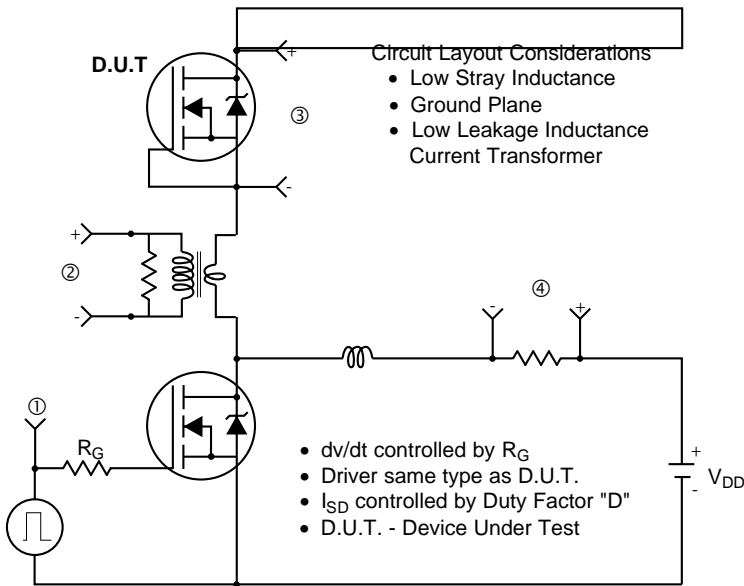 D.U.T
+
Circuit Layout Considerations
• Low Stray Inductance
• Ground Plane
• Low Leakage Inductance
Current Transformer
③
-
+
②
-
④
-
+
①
R_G
• dv/dt controlled by R_G
• Driver same type as D.U.T.
• I_SD controlled by Duty Factor "D"
• D.U.T. - Device Under Test
+
V_DD
-